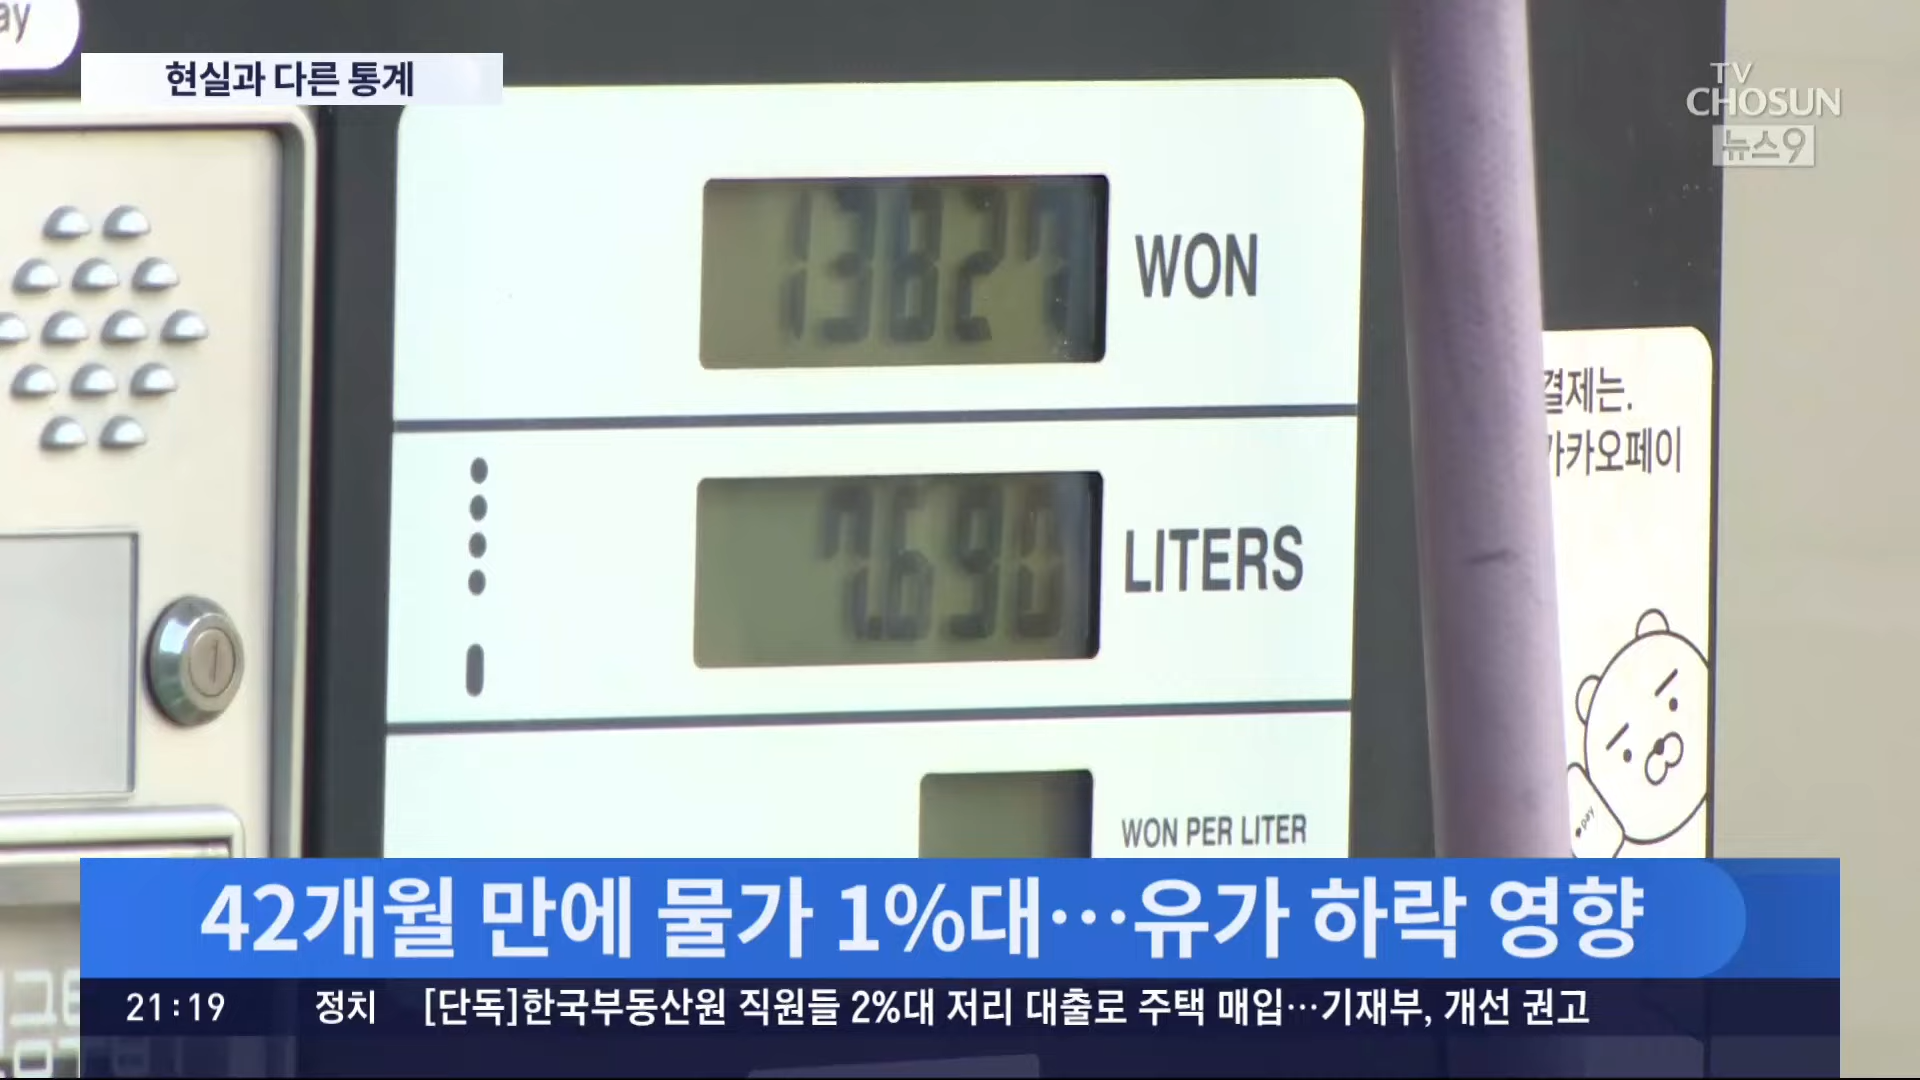 ay
현실과 다른 통계
TV
CHOSUN
뉴스9
WON
결제는.
카카오페이
LITERS
pay
WON PER LITER
42개월 만에 물가 1%대…유가 하락 영향
21:19 정치 [단독]한국부동산원 직원들 2%대 저리 대출로 주택 매입…기재부, 개선 권고